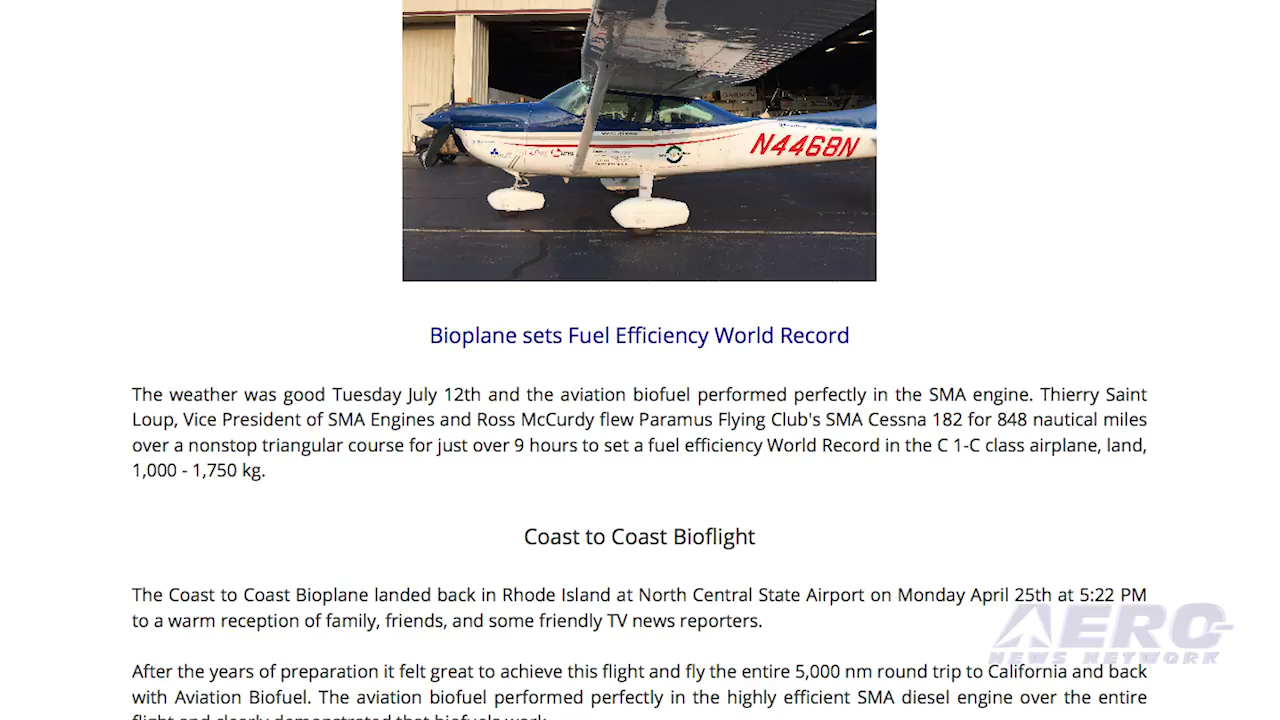 GARMIN
N4468N
Bioplane sets Fuel Efficiency World Record
The weather was good Tuesday July 12th and the aviation biofuel performed perfectly in the SMA engine. Thierry Saint
Loup, Vice President of SMA Engines and Ross McCurdy flew Paramus Flying Club's SMA Cessna 182 for 848 nautical miles
over a nonstop triangular course for just over 9 hours to set a fuel efficiency World Record in the C 1-C class airplane, land,
1,000 - 1,750 kg.
Coast to Coast Bioflight
The Coast to Coast Bioplane landed back in Rhode Island at North Central State Airport on Monday April 25th at 5:22 PM
to a warm reception of family, friends, and some friendly TV news reporters.
AERO
NEWS NETWORK
After the years of preparation it felt great to achieve this flight and fly the entire 5,000 nm round trip to California and back
with Aviation Biofuel. The aviation biofuel performed perfectly in the highly efficient SMA diesel engine over the entire
flight and clearly demonstrated that biofuels work.